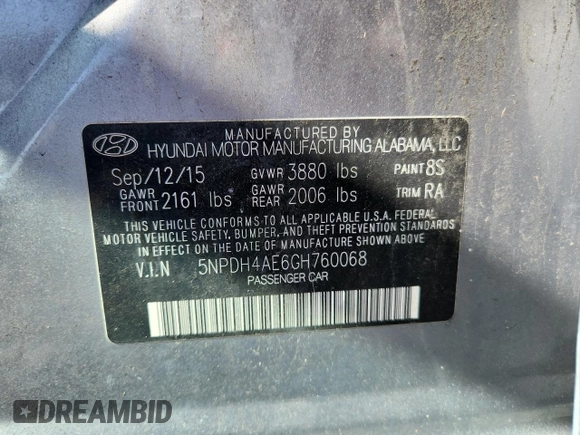 MANUFACTURED BY
HYUNDAI MOTOR MANUFACTURING ALABAMA, LLC
Sep/12/15 GVWR 3880 lbs PAINT 8S
GAWR FRONT 2161 lbs GAWR REAR 2006 lbs TRIM RA
THIS VEHICLE CONFORMS TO ALL APPLICABLE U.S.A. FEDERAL
MOTOR VEHICLE SAFETY, BUMPER, AND THEFT PREVENTION STANDARDS
IN EFFECT ON THE DATE OF MANUFACTURE SHOWN ABOVE.
V.I.N 5NPDH4AE6GH760068
PASSENGER CAR
DREAMBID